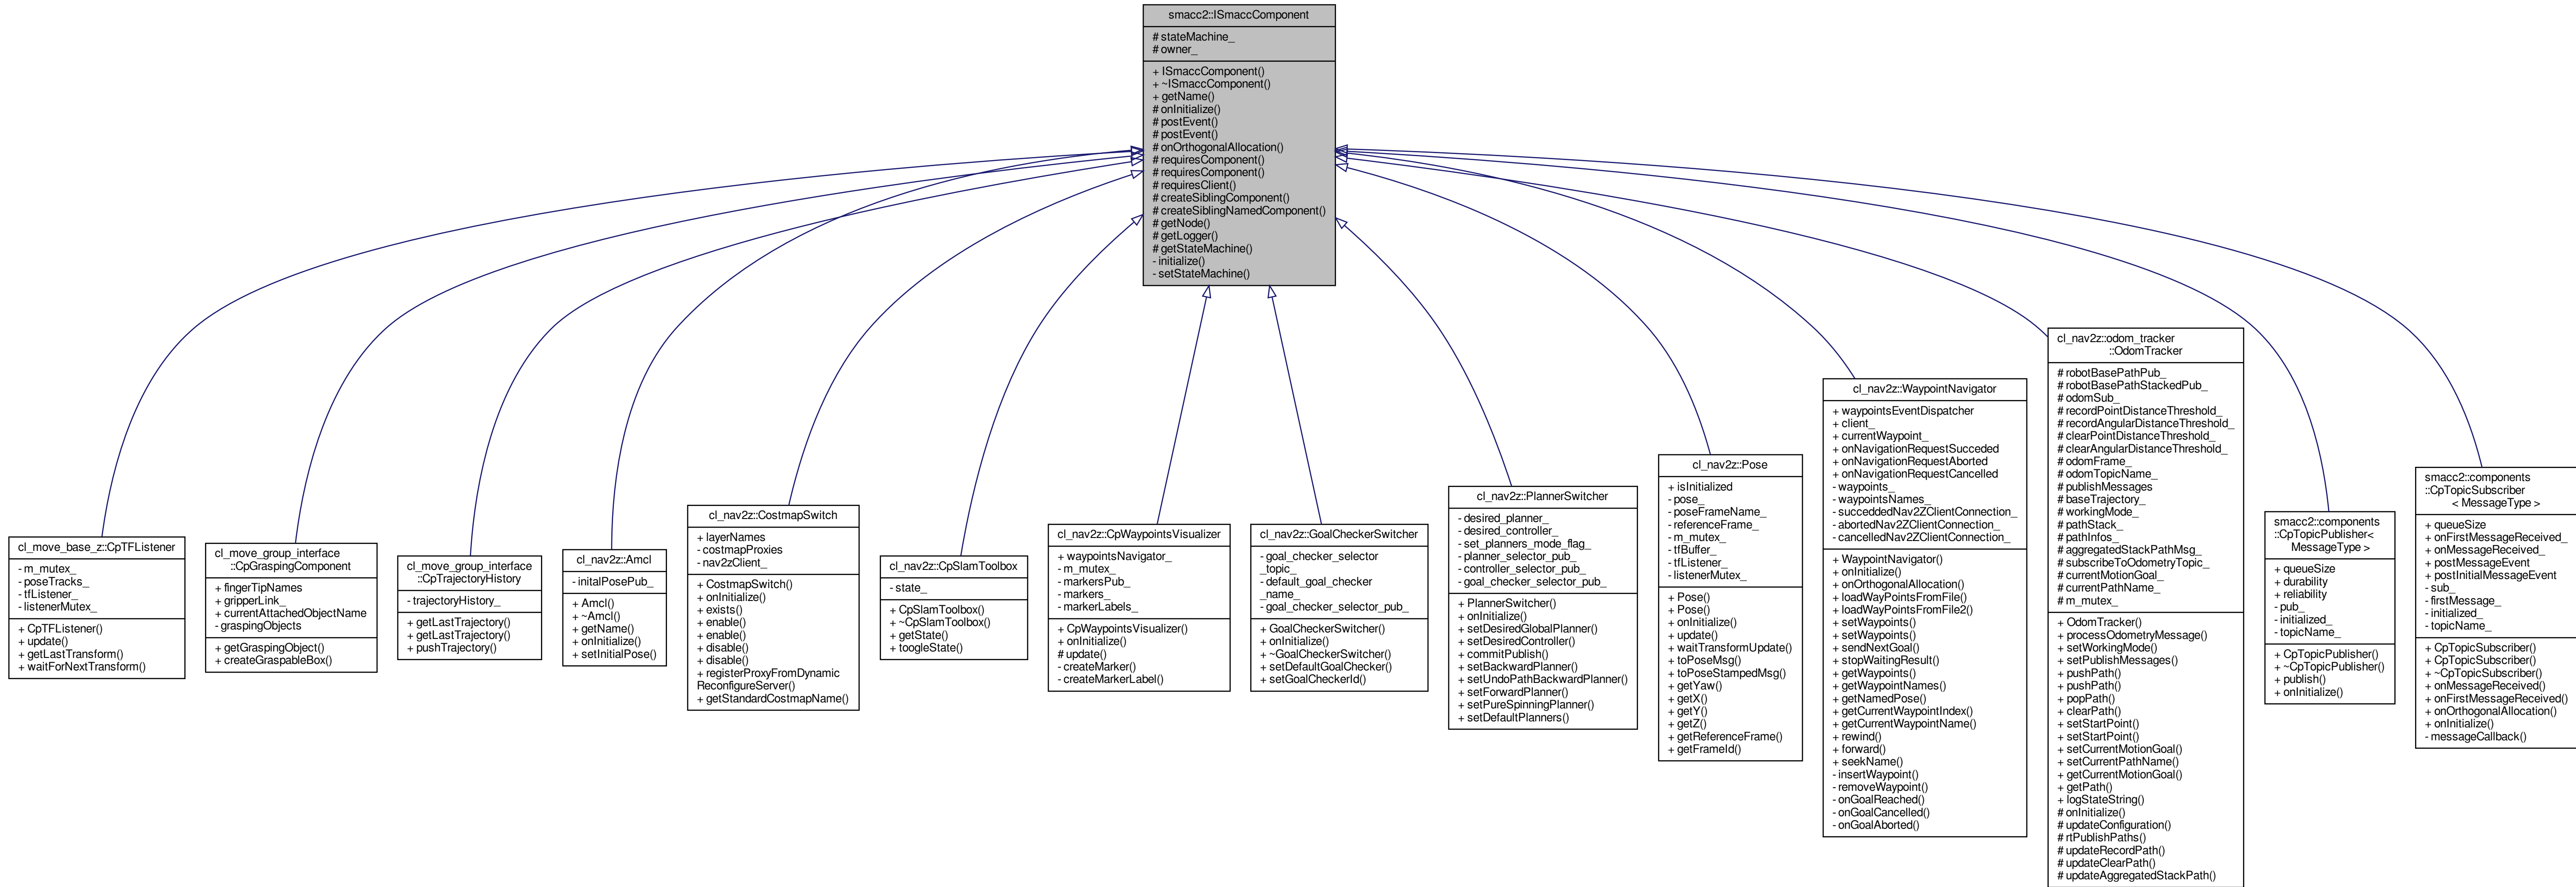 smacc2::ISmaccComponent
# stateMachine_
# owner_
+ ISmaccComponent()
+ ~ISmaccComponent()
+ getName()
# onInitialize()
# postEvent()
# postEvent()
# onOrthogonalAllocation()
# requiresComponent()
# requiresComponent()
# requiresClient()
# createSiblingComponent()
# createSiblingNamedComponent()
# getNode()
# getLogger()
# getStateMachine()
- initialize()
- setStateMachine()
cl_move_base_z::CpTFListener
- m_mutex_
- poseTracks_
- tfListener_
- listenerMutex_
+ CpTFListener()
+ update()
+ getLastTransform()
+ waitForNextTransform()
cl_move_group_interface
::CpGraspingComponent
+ fingerTipNames
+ gripperLink_
+ currentAttachedObjectName
- graspingObjects
+ getGraspingObject()
+ createGraspableBox()
cl_move_group_interface
::CpTrajectoryHistory
- trajectoryHistory_
+ getLastTrajectory()
+ getLastTrajectory()
+ pushTrajectory()
cl_nav2z::Amcl
- initalPosePub_
+ Amcl()
+ ~Amcl()
+ getName()
+ onInitialize()
+ setInitialPose()
cl_nav2z::CostmapSwitch
+ layerNames
- costmapProxies
- nav2zClient_
+ CostmapSwitch()
+ onInitialize()
+ exists()
+ enable()
+ enable()
+ disable()
+ disable()
+ registerProxyFromDynamic
ReconfigureServer()
+ getStandardCostmapName()
cl_nav2z::CpSlamToolbox
- state_
+ CpSlamToolbox()
+ ~CpSlamToolbox()
+ getState()
+ toogleState()
cl_nav2z::CpWaypointsVisualizer
+ waypointsNavigator_
- m_mutex_
- markersPub_
- markers_
- markerLabels_
+ CpWaypointsVisualizer()
+ onInitialize()
# update()
- createMarker()
- createMarkerLabel()
cl_nav2z::GoalCheckerSwitcher
- goal_checker_selector
_topic_
- default_goal_checker
_name_
- goal_checker_selector_pub_
+ GoalCheckerSwitcher()
+ onInitialize()
+ ~GoalCheckerSwitcher()
+ setDefaultGoalChecker()
+ setGoalCheckerId()
cl_nav2z::PlannerSwitcher
- desired_planner_
- desired_controller_
- set_planners_mode_flag_
- planner_selector_pub_
- controller_selector_pub_
- goal_checker_selector_pub_
+ PlannerSwitcher()
+ onInitialize()
+ setDesiredGlobalPlanner()
+ setDesiredController()
+ commitPublish()
+ setBackwardPlanner()
+ setUndoPathBackwardPlanner()
+ setForwardPlanner()
+ setPureSpinningPlanner()
+ setDefaultPlanners()
cl_nav2z::Pose
+ isInitialized
- pose_
- poseFrameName_
- referenceFrame_
- m_mutex_
- tfBuffer_
- tfListener_
- listenerMutex_
+ Pose()
+ Pose()
+ onInitialize()
+ update()
+ waitTransformUpdate()
+ toPoseMsg()
+ toPoseStampedMsg()
+ getYaw()
+ getX()
+ getY()
+ getZ()
+ getReferenceFrame()
+ getFrameId()
cl_nav2z::WaypointNavigator
+ waypointsEventDispatcher
+ client_
+ currentWaypoint_
+ onNavigationRequestSucceded
+ onNavigationRequestAborted
+ onNavigationRequestCancelled
- waypoints_
- waypointsNames_
- succeddedNav2ZClientConnection_
- abortedNav2ZClientConnection_
- cancelledNav2ZClientConnection_
+ WaypointNavigator()
+ onInitialize()
+ onOrthogonalAllocation()
+ loadWayPointsFromFile()
+ loadWayPointsFromFile2()
+ setWaypoints()
+ setWaypoints()
+ sendNextGoal()
+ stopWaitingResult()
+ getWaypoints()
+ getWaypointNames()
+ getNamedPose()
+ getCurrentWaypointIndex()
+ getCurrentWaypointName()
+ rewind()
+ forward()
+ seekName()
- insertWaypoint()
- removeWaypoint()
- onGoalReached()
- onGoalCancelled()
- onGoalAborted()
cl_nav2z::odom_tracker
::OdomTracker
# robotBasePathPub_
# robotBasePathStackedPub_
# odomSub_
# recordPointDistanceThreshold_
# recordAngularDistanceThreshold_
# clearPointDistanceThreshold_
# clearAngularDistanceThreshold_
# odomFrame_
# odomTopicName_
# publishMessages
# baseTrajectory_
# workingMode_
# pathStack_
# pathInfos_
# aggregatedStackPathMsg_
# subscribeToOdometryTopic_
# currentMotionGoal_
# currentPathName_
# m_mutex_
+ OdomTracker()
+ processOdometryMessage()
+ setWorkingMode()
+ setPublishMessages()
+ pushPath()
+ pushPath()
+ popPath()
+ clearPath()
+ setStartPoint()
+ setStartPoint()
+ setCurrentMotionGoal()
+ setCurrentPathName()
+ getCurrentMotionGoal()
+ getPath()
+ logStateString()
# onInitialize()
# updateConfiguration()
# rtPublishPaths()
# updateRecordPath()
# updateClearPath()
# updateAggregatedStackPath()
smacc2::components
::CpTopicPublisher<
MessageType >
+ queueSize
+ durability
+ reliability
- pub_
- initialized_
- topicName_
+ CpTopicPublisher()
+ ~CpTopicPublisher()
+ publish()
+ onInitialize()
smacc2::components
::CpTopicSubscriber
< MessageType >
+ queueSize
+ onFirstMessageReceived_
+ onMessageReceived_
+ postMessageEvent
+ postInitialMessageEvent
- sub_
- firstMessage_
- initialized_
- topicName_
+ CpTopicSubscriber()
+ CpTopicSubscriber()
+ ~CpTopicSubscriber()
+ onMessageReceived()
+ onFirstMessageReceived()
+ onOrthogonalAllocation()
+ onInitialize()
- messageCallback()